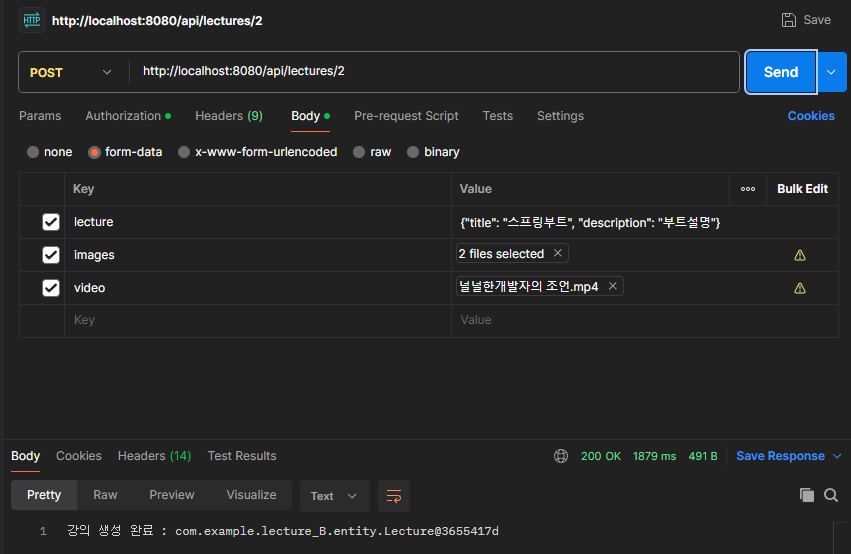 HTTP http://localhost:8080/api/lectures/2 Save
POST http://localhost:8080/api/lectures/2 Send
Params Authorization Headers (9) Body Pre-request Script Tests Settings Cookies
none form-data x-www-form-urlencoded raw binary
Key Value Bulk Edit
lecture {"title": "스프링부트", "description": "부트설명"}
images 2 files selected
video 널널한개발자의 조언.mp4
Key Value
Body Cookies Headers (14) Test Results 200 OK 1879 ms 491 B Save Response
Pretty Raw Preview Visualize Text
1 강의 생성 완료 : com.example.lecture_B.entity.Lecture@3655417d